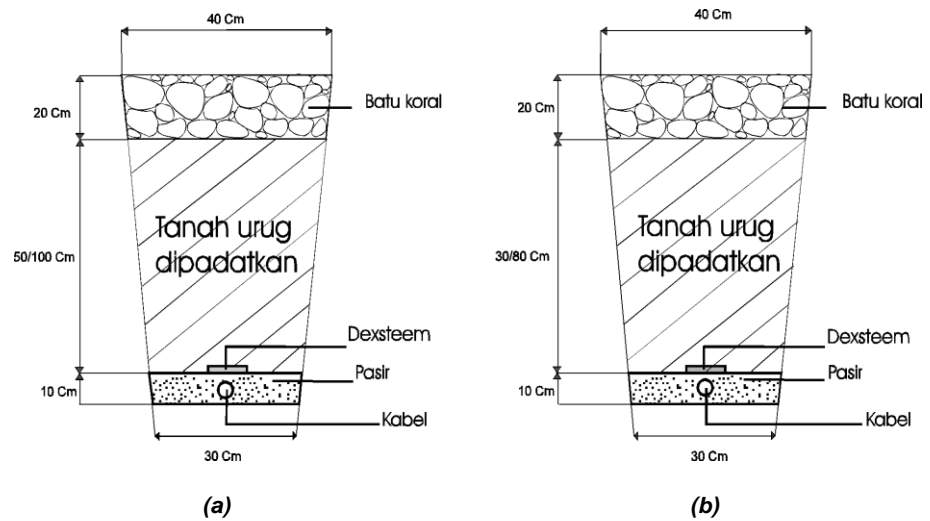 40 Cm
20 Cm
Batu koral
50/100 Cm
Tanah urug
dipadatkan
Dexsteem
Pasir
10 Cm
Kabel
30 Cm
(a)
40 Cm
20 Cm
Batu koral
30/80 Cm
Tanah urug
dipadatkan
Dexsteem
Pasir
10 Cm
Kabel
30 Cm
(b)